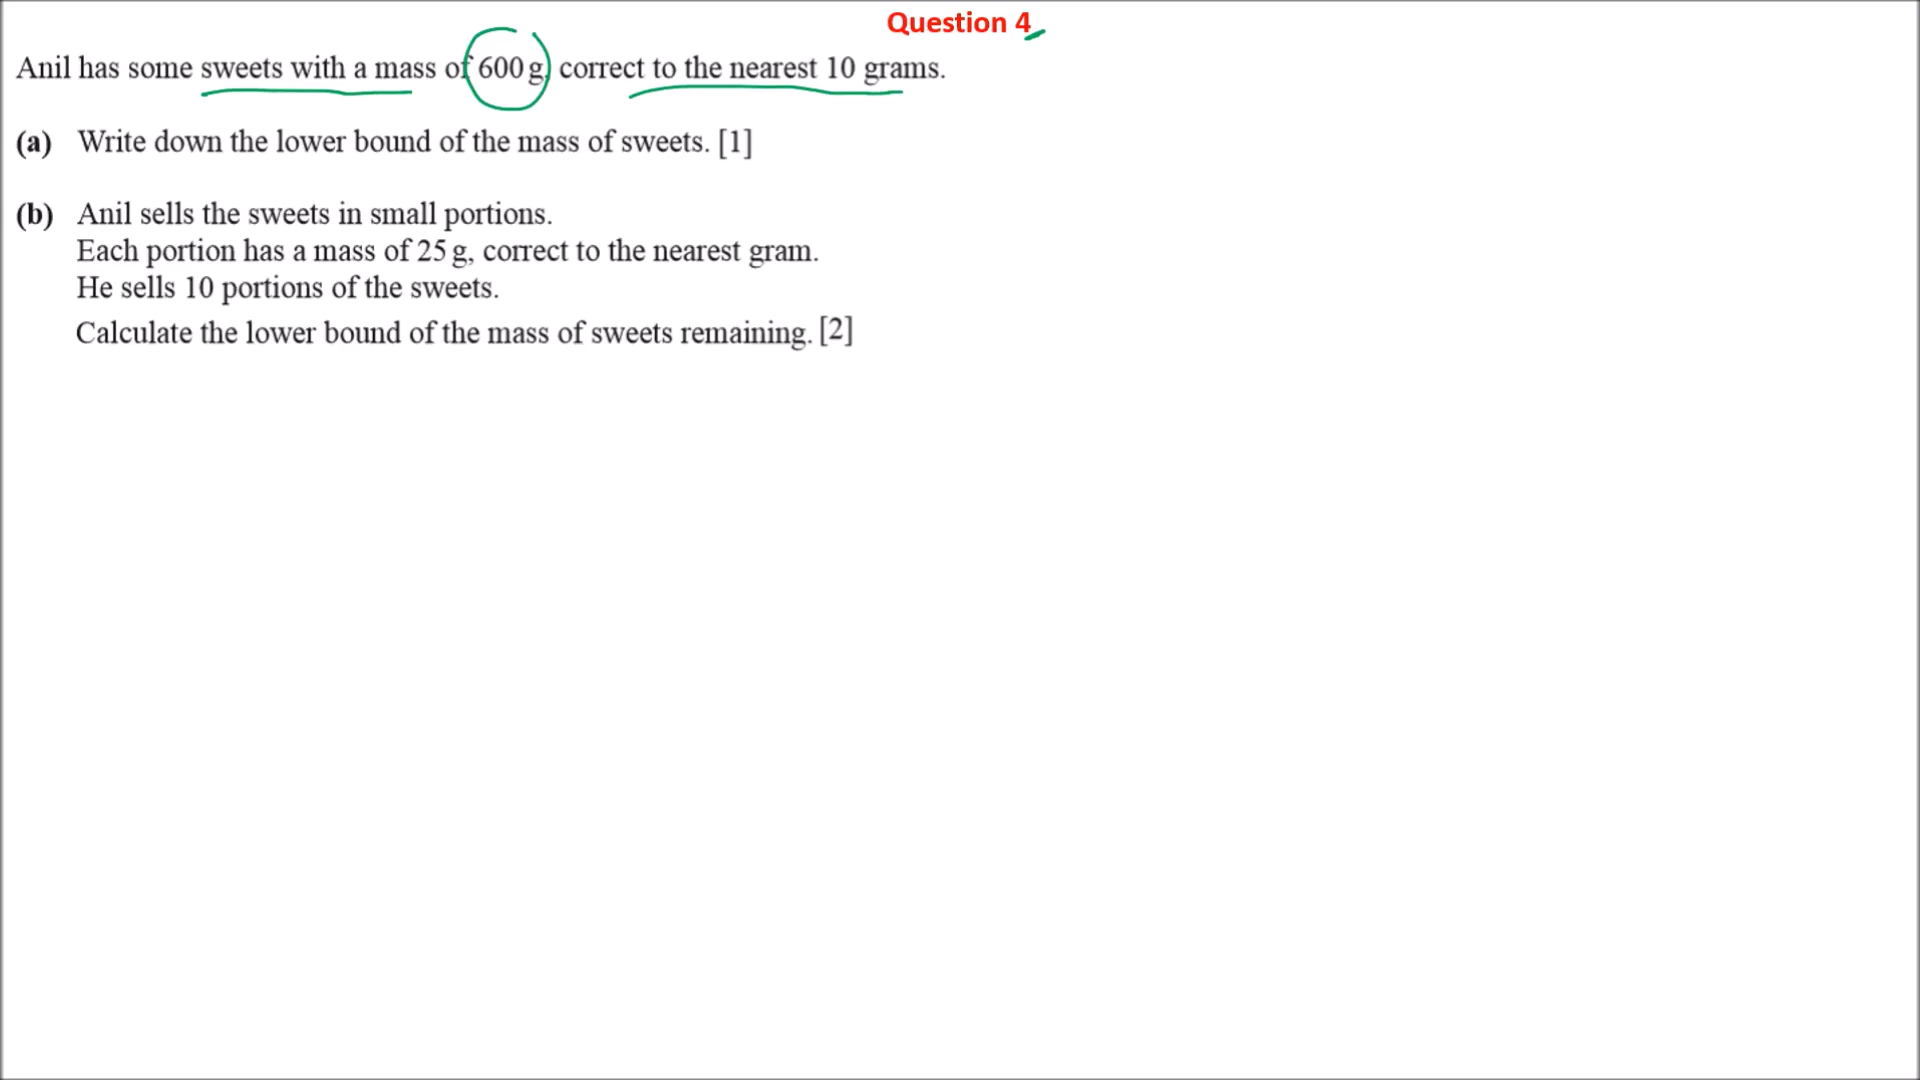 Question 4
Anil has some sweets with a mass of 600 g, correct to the nearest 10 grams.
(a) Write down the lower bound of the mass of sweets. [1]
(b) Anil sells the sweets in small portions.
Each portion has a mass of 25 g, correct to the nearest gram.
He sells 10 portions of the sweets.
Calculate the lower bound of the mass of sweets remaining. [2]